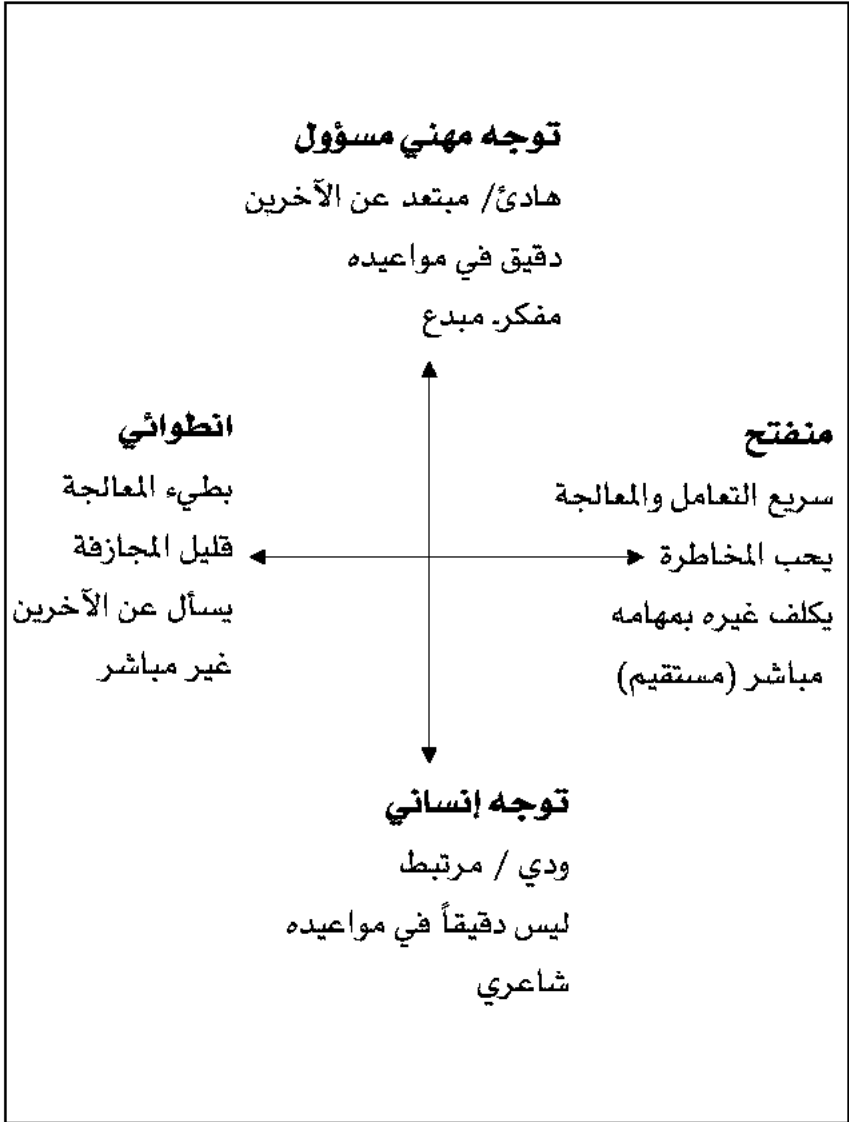 توجه مهني مسؤول
هادئ/ مبتعد عن الآخرين
دقيق في مواعيده
مفكر۔ مبدع
منفتح
سريع التعامل والمعالجة
يحب المخاطرة
يكلف غيره بمهامه
مباشر (مستقيم)
انطوائي
بطيء المعالجة
قليل المجازفة
يسأل عن الآخرين
غير مباشر
توجه إنساني
ودي / مرتبط
ليس دقيقاً في مواعيده
شاعري